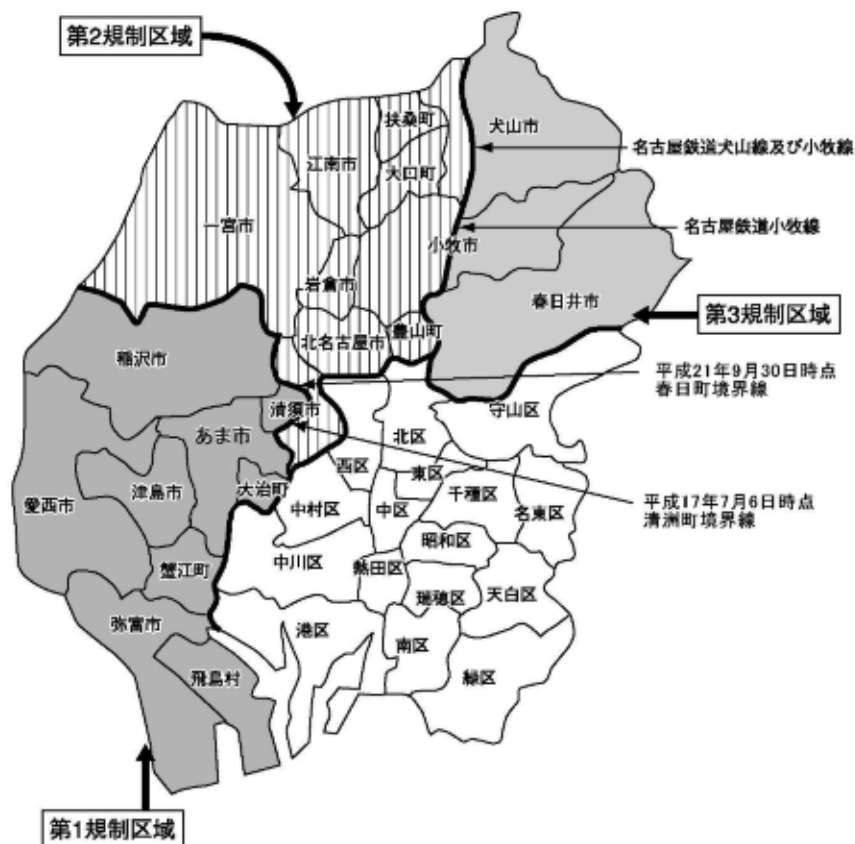 第2規制区域
扶桑町
犬山市
名古屋鉄道犬山線及び小牧線
江南市
大口町
一宮市
小牧市
名古屋鉄道小牧線
岩倉市
春日井市
第3規制区域
北名古屋市
豊山町
稲沢市
平成21年9月30日時点
春日町境界線
清須市
守山区
あま市
北区
西区
東区
千種区
愛西市
津島市
大治町
中村区
中区
名東区
平成17年7月6日時点
清洲町境界線
昭和区
蟹江町
中川区
熱田区
瑞穂区
天白区
弥富市
港区
南区
緑区
飛島村
第1規制区域